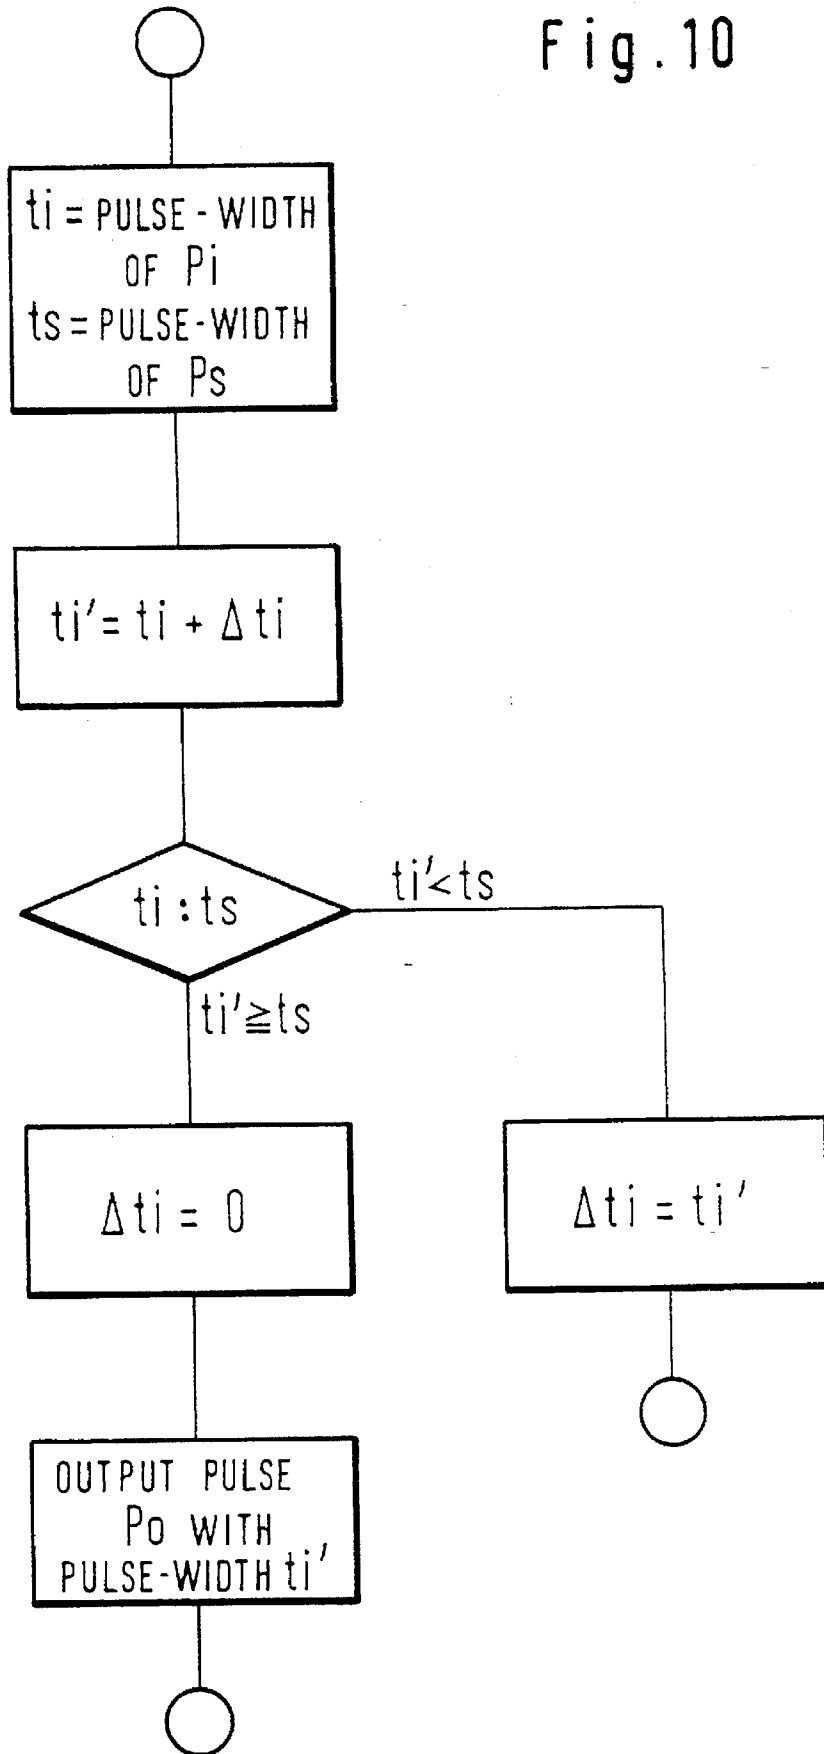 Fig.10
ti = PULSE-WIDTH
OF Pi
ts = PULSE-WIDTH
OF Ps
ti' = ti + Δti
ti : ts
ti' < ts
ti' ≧ ts
Δti = 0
Δti = ti'
OUTPUT PULSE
Po WITH
PULSE-WIDTH ti'